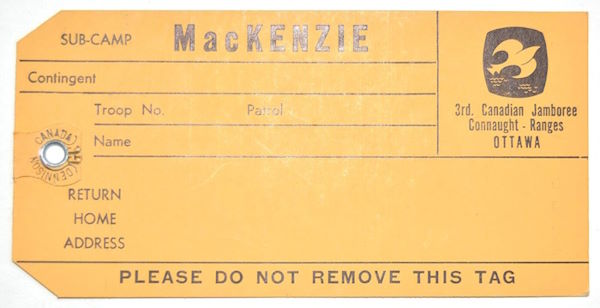 SUB-CAMP MacKENZIE
Contingent
Troop No. Patrol
Name
3rd. Canadian Jamboree
Connaught - Ranges
OTTAWA
CANADA
DENNISON
RETURN
HOME
ADDRESS
PLEASE DO NOT REMOVE THIS TAG